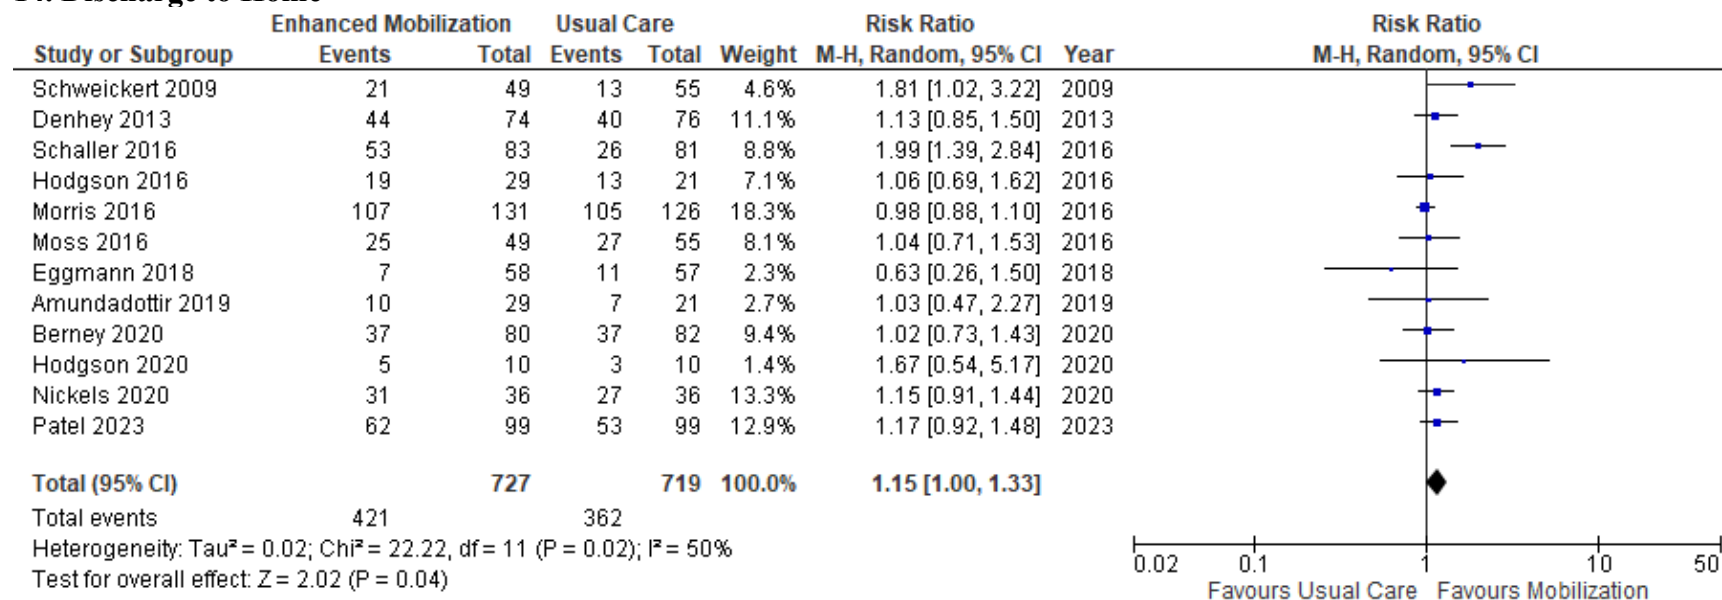 Enhanced Mobilization Usual Care Risk Ratio Risk Ratio
Study or Subgroup Events Total Events Total Weight M-H, Random, 95% CI Year M-H, Random, 95% CI
Schweickert 2009 21 49 13 55 4.6% 1.81 [1.02, 3.22] 2009
Denhey 2013 44 74 40 76 11.1% 1.13 [0.85, 1.50] 2013
Schaller 2016 53 83 26 81 8.8% 1.99 [1.39, 2.84] 2016
Hodgson 2016 19 29 13 21 7.1% 1.06 [0.69, 1.62] 2016
Morris 2016 107 131 105 126 18.3% 0.98 [0.88, 1.10] 2016
Moss 2016 25 49 27 55 8.1% 1.04 [0.71, 1.53] 2016
Eggmann 2018 7 58 11 57 2.3% 0.63 [0.26, 1.50] 2018
Amundadottir 2019 10 29 7 21 2.7% 1.03 [0.47, 2.27] 2019
Berney 2020 37 80 37 82 9.4% 1.02 [0.73, 1.43] 2020
Hodgson 2020 5 10 3 10 1.4% 1.67 [0.54, 5.17] 2020
Nickels 2020 31 36 27 36 13.3% 1.15 [0.91, 1.44] 2020
Patel 2023 62 99 53 99 12.9% 1.17 [0.92, 1.48] 2023
Total (95% CI) 727 719 100.0% 1.15 [1.00, 1.33]
Total events 421 362
Heterogeneity: Tau² = 0.02; Chi² = 22.22, df = 11 (P = 0.02); I² = 50%
Test for overall effect: Z = 2.02 (P = 0.04)
0.02 0.1 1 10 50
Favours Usual Care Favours Mobilization